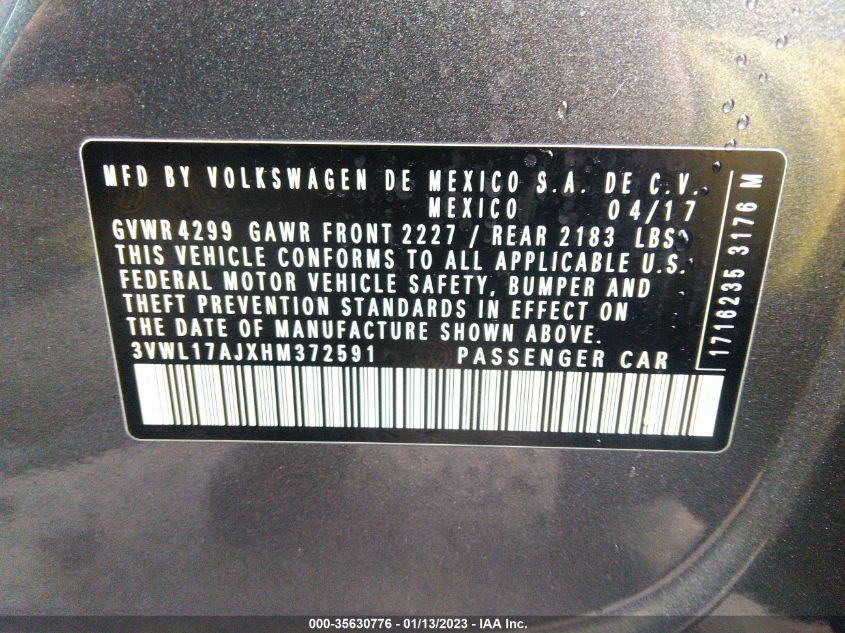 MFD BY VOLKSWAGEN DE MEXICO S.A. DE C.V.
MEXICO 04/17
GVWR 4299 GAWR FRONT 2227 / REAR 2183 LBS
THIS VEHICLE CONFORMS TO ALL APPLICABLE U.S.
FEDERAL MOTOR VEHICLE SAFETY, BUMPER AND
THEFT PREVENTION STANDARDS IN EFFECT ON
THE DATE OF MANUFACTURE SHOWN ABOVE.
3VWL17AJXHM372591 PASSENGER CAR
1716235 3176 M
000-35630776 - 01/13/2023 - IAA Inc.